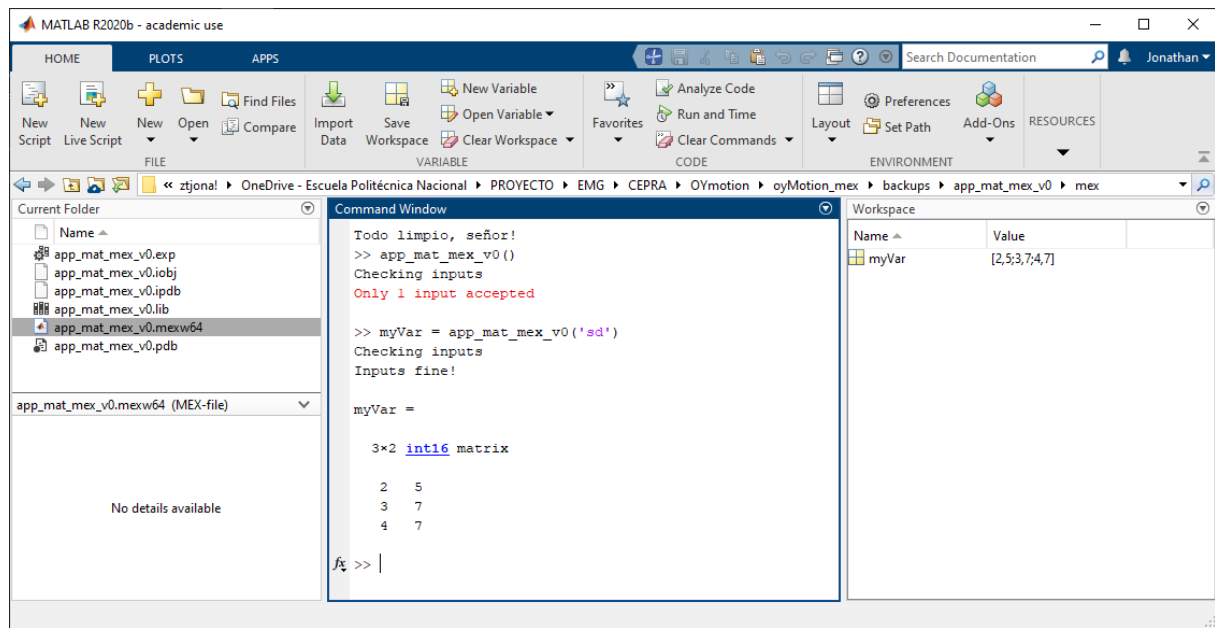 MATLAB R2020b - academic use
HOME PLOTS APPS
Search Documentation
Jonathan
New Script
New Live Script
New
Open
Find Files
Compare
FILE
Import Data
Save Workspace
New Variable
Open Variable
Clear Workspace
VARIABLE
Favorites
Analyze Code
Run and Time
Clear Commands
CODE
Layout
Preferences
Set Path
Add-Ons
ENVIRONMENT
RESOURCES
« ztjona! OneDrive - Escuela Politécnica Nacional PROYECTO EMG CEPRA OYmotion oyMotion_mex backups app_mat_mex_v0 mex
Current Folder
Name
app_mat_mex_v0.exp
app_mat_mex_v0.iobj
app_mat_mex_v0.ipdb
app_mat_mex_v0.lib
app_mat_mex_v0.mexw64
app_mat_mex_v0.pdb
app_mat_mex_v0.mexw64 (MEX-file)
No details available
Command Window
Todo limpio, señor!
>> app_mat_mex_v0()
Checking inputs
Only 1 input accepted
>> myVar = app_mat_mex_v0('sd')
Checking inputs
Inputs fine!
myVar =
3×2 int16 matrix
2 5
3 7
4 7
fx >>
Workspace
Name Value
myVar [2,5;3,7;4,7]